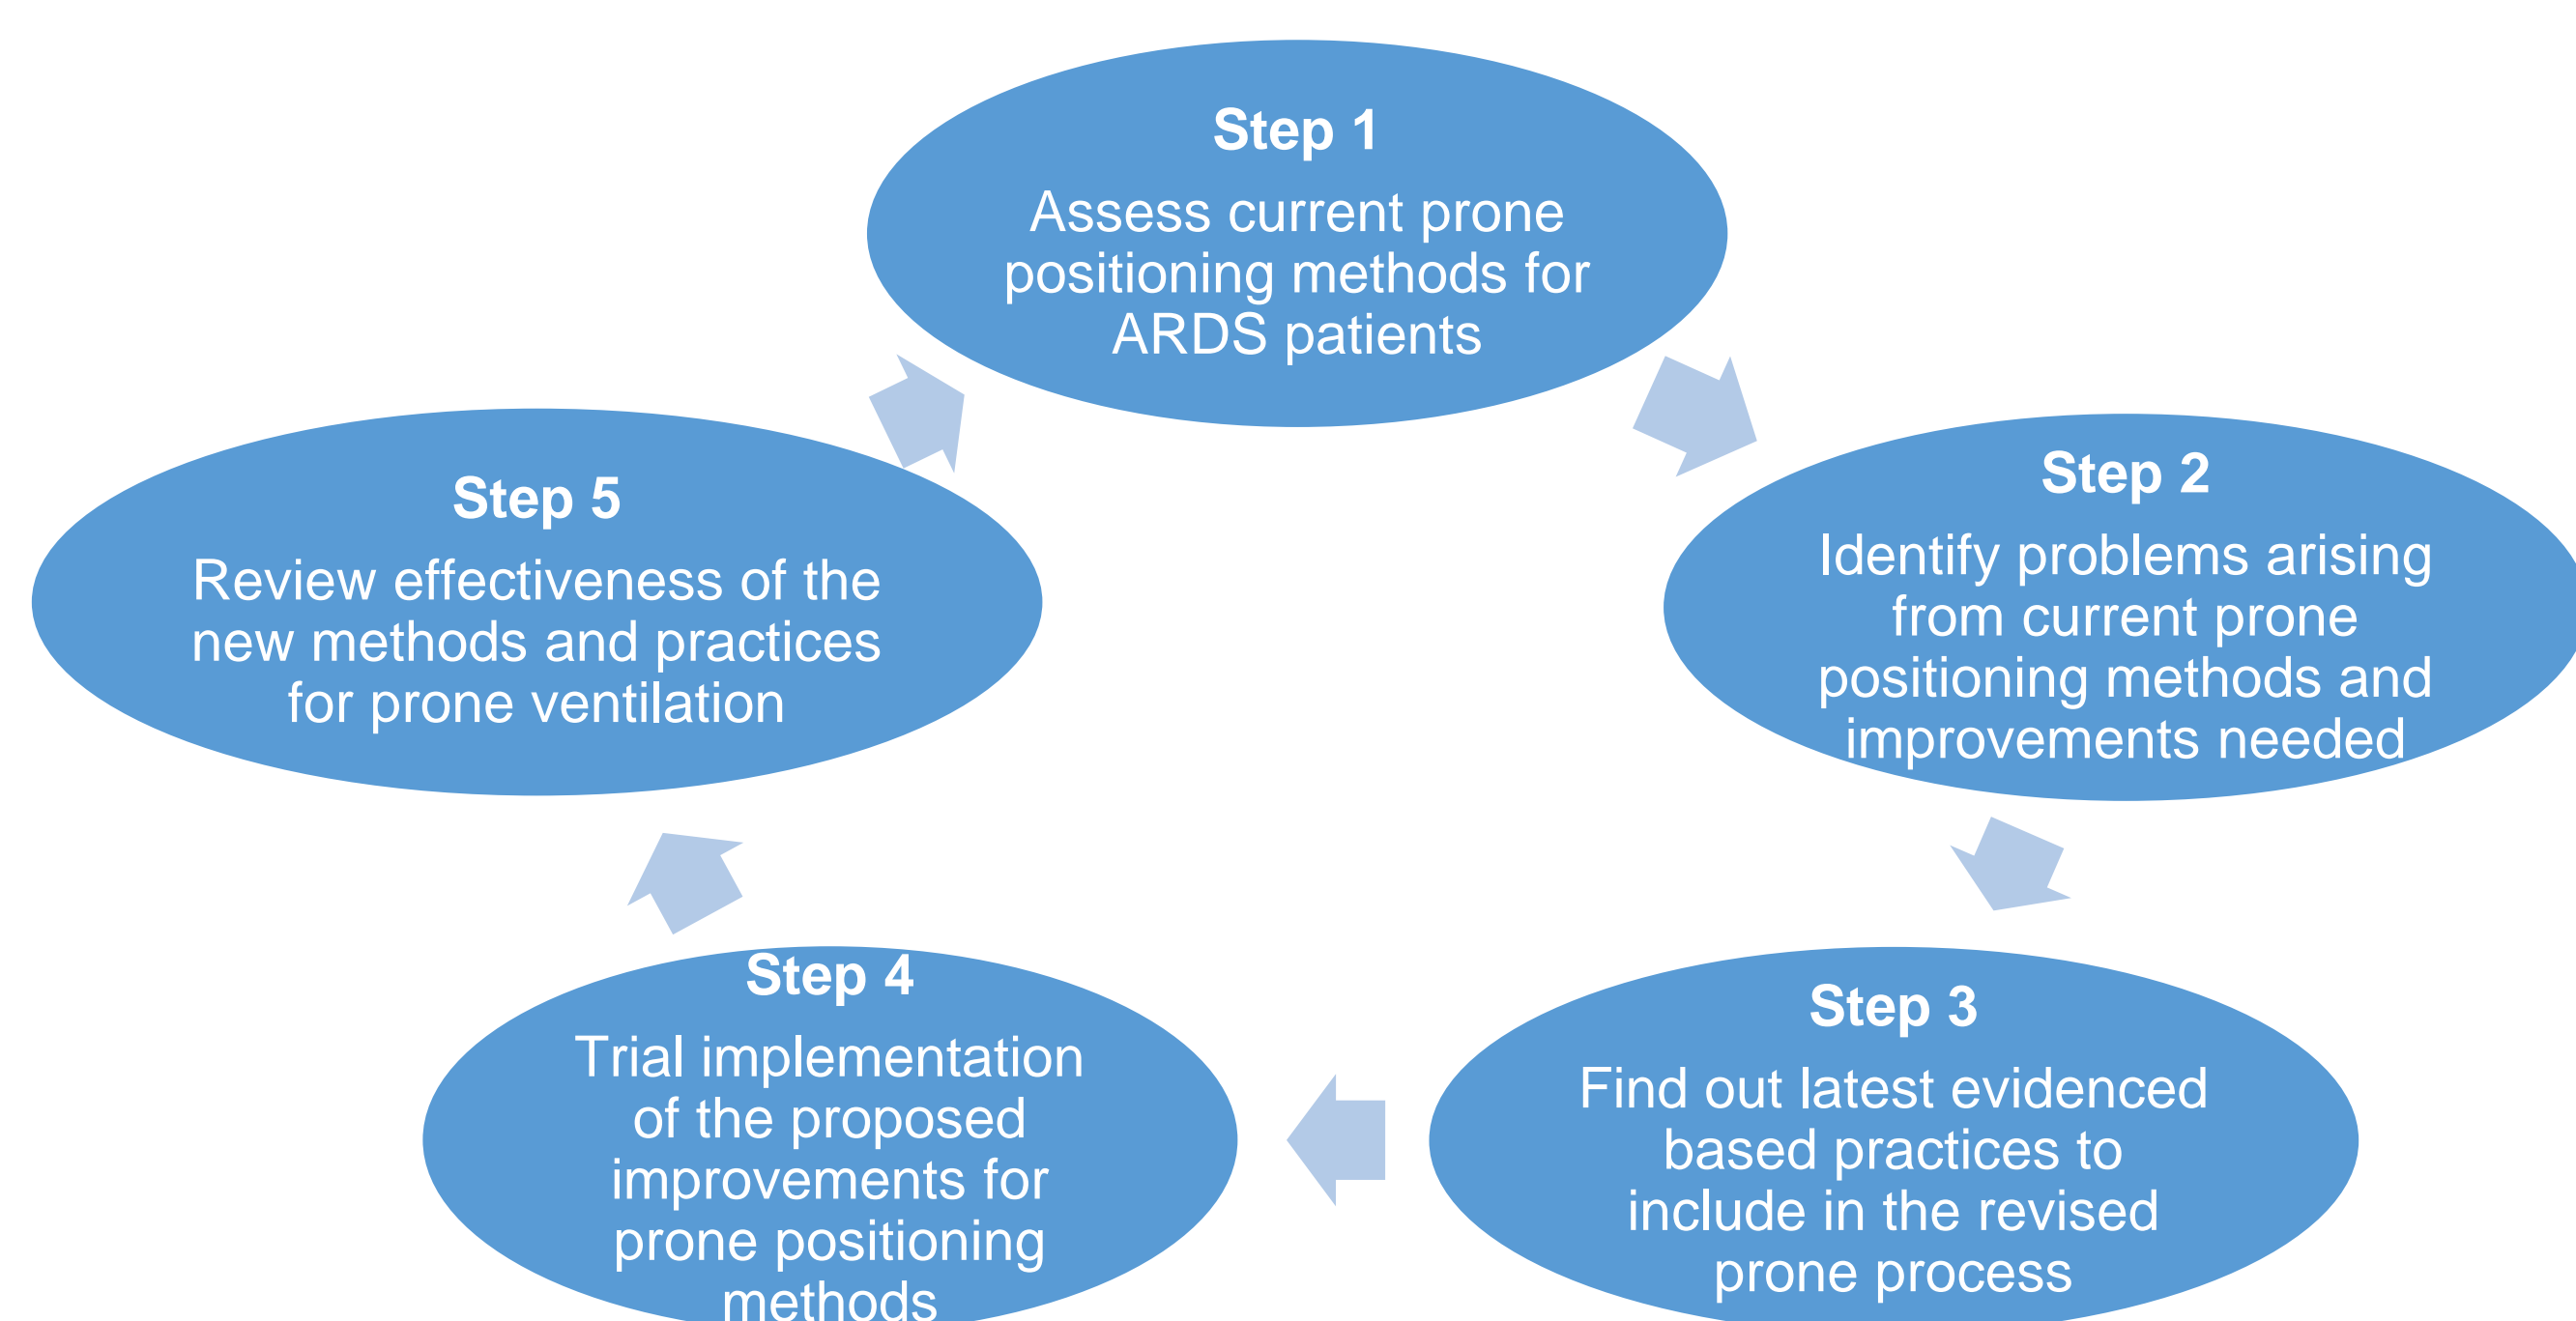 Step 1
Assess current prone
positioning methods for
ARDS patients
Step 2
Identify problems arising
from current prone
positioning methods and
improvements needed
Step 3
Find out latest evidenced
based practices to
include in the revised
prone process
Step 4
Trial implementation
of the proposed
improvements for
prone positioning
methods
Step 5
Review effectiveness of the
new methods and practices
for prone ventilation